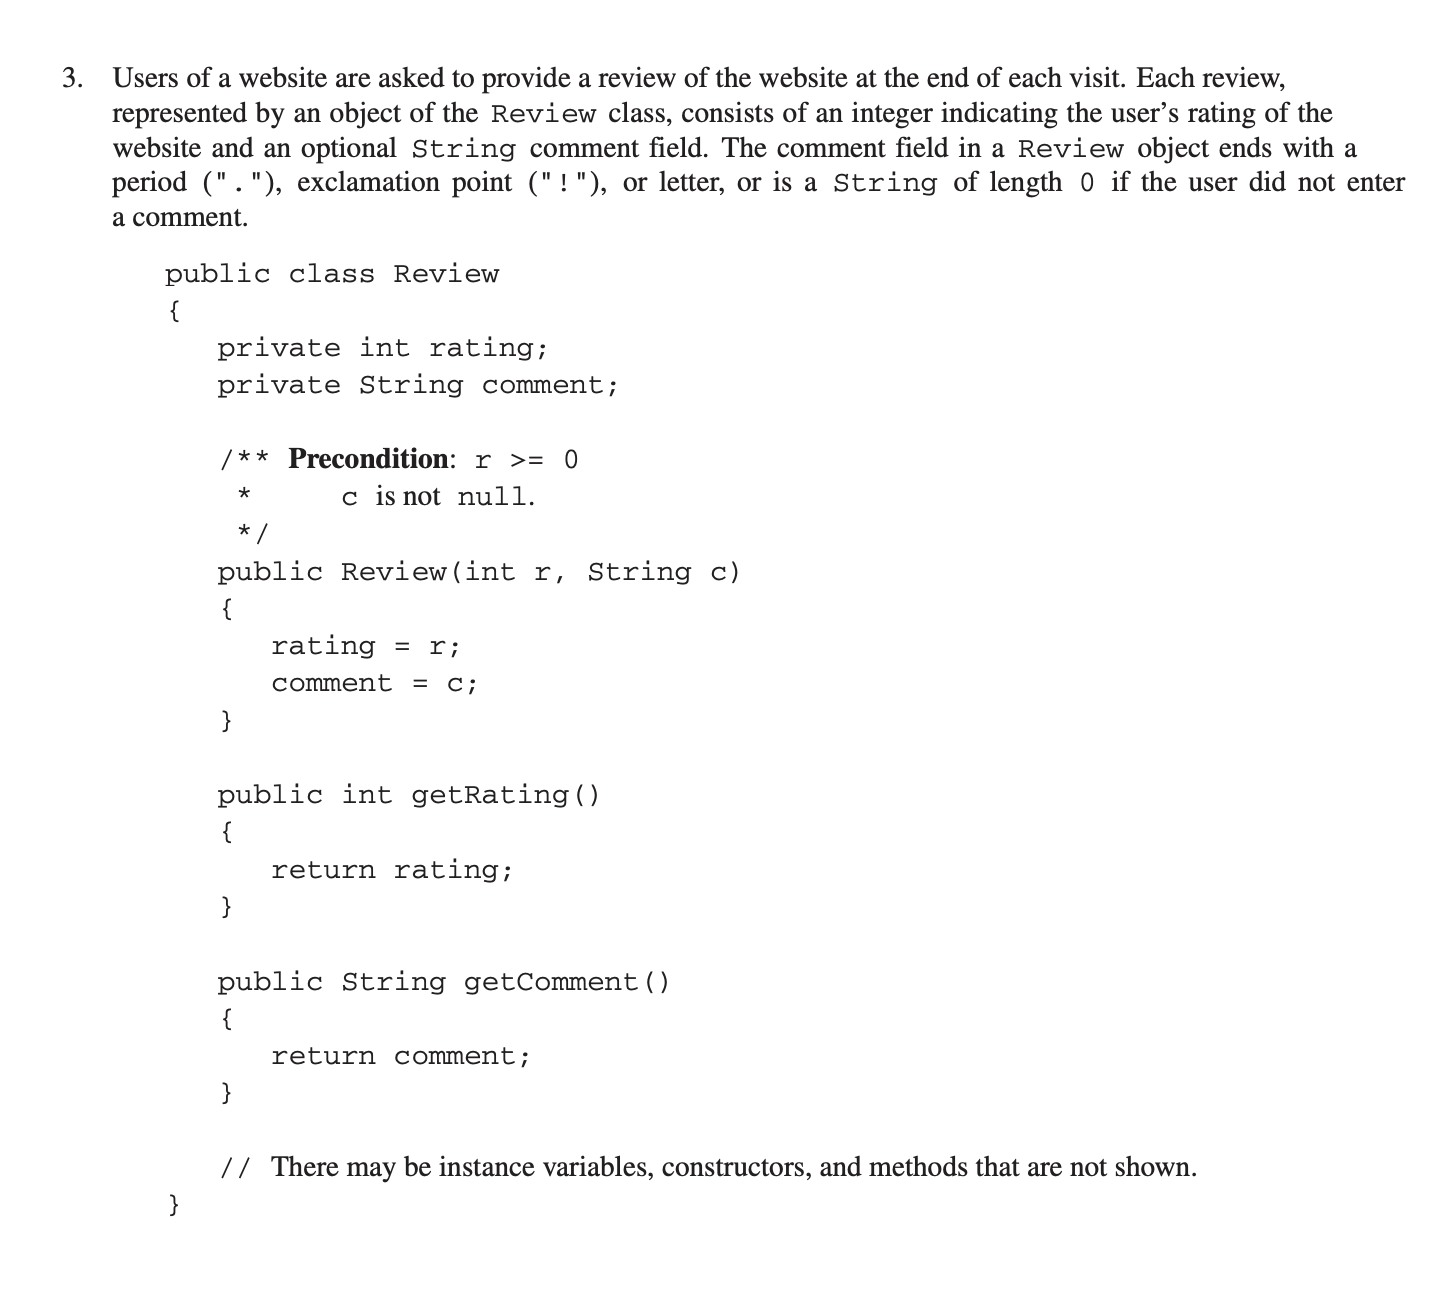 3. Users of a website are asked to provide a review of the website at the end of each visit. Each review,
represented by an object of the Review class, consists of an integer indicating the user’s rating of the
website and an optional String comment field. The comment field in a Review object ends with a
period ("."), exclamation point ("!"), or letter, or is a String of length 0 if the user did not enter
a comment.
public class Review
{
private int rating;
private String comment;
/** Precondition: r >= 0
* c is not null.
*/
public Review(int r, String c)
{
rating = r;
comment = c;
}
public int getRating()
{
return rating;
}
public String getComment()
{
return comment;
}
// There may be instance variables, constructors, and methods that are not shown.
}